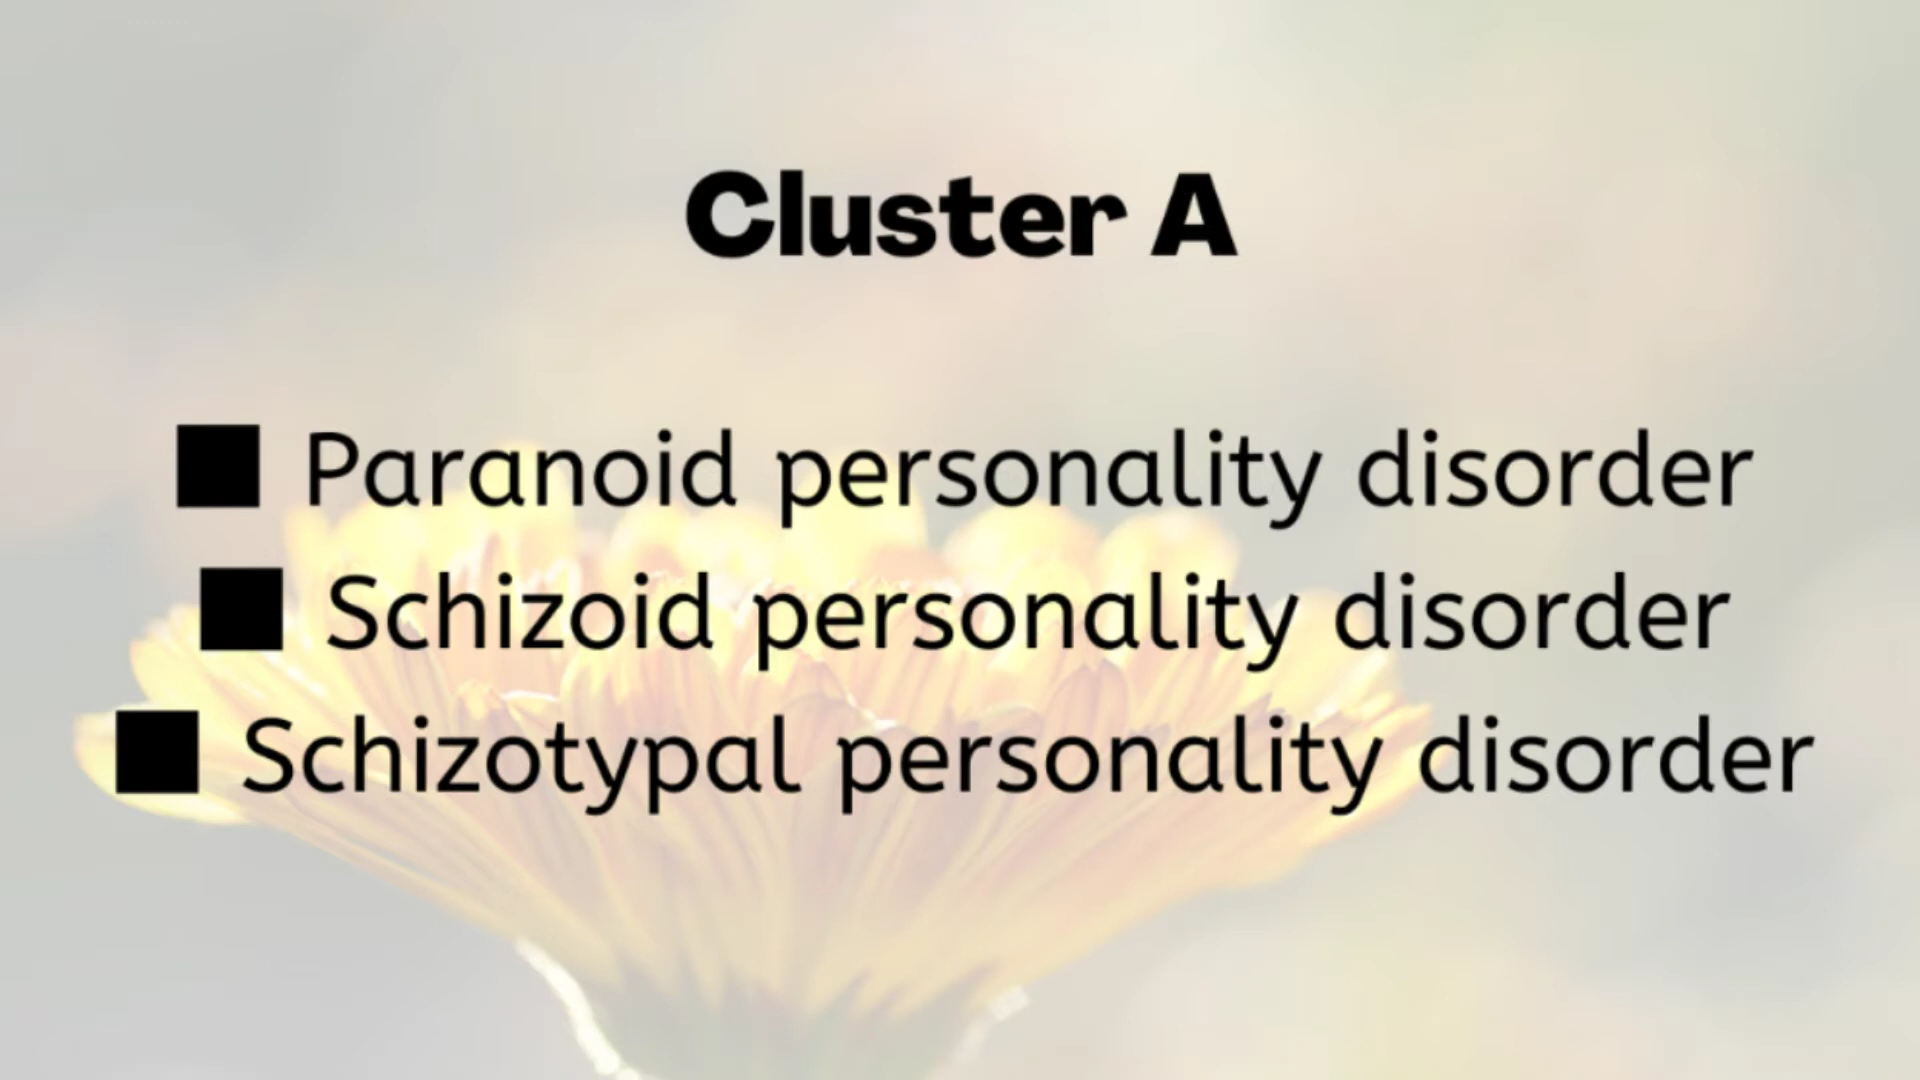 Cluster A
■ Paranoid personality disorder
■ Schizoid personality disorder
■ Schizotypal personality disorder